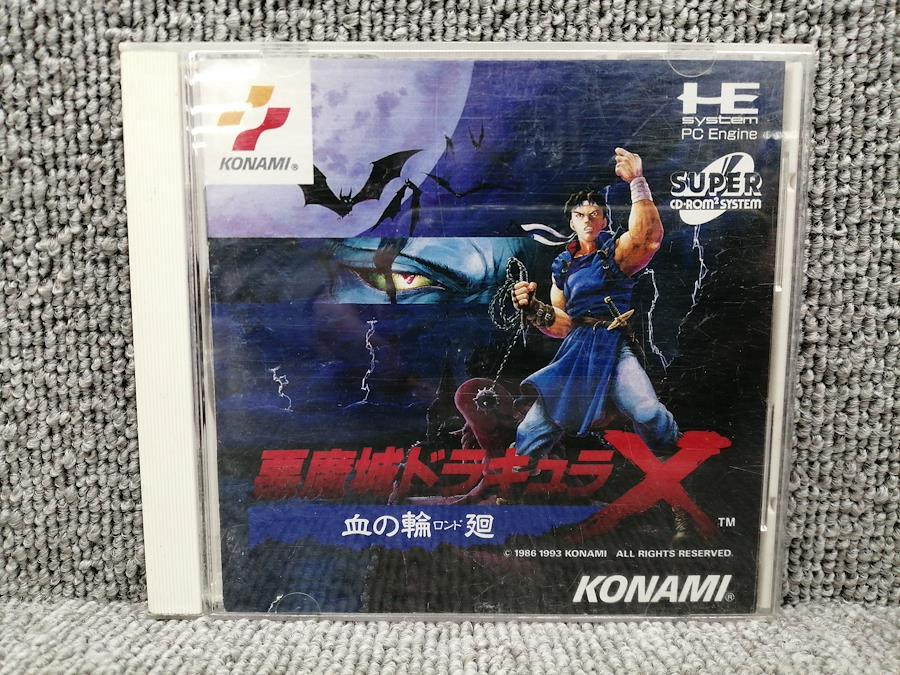 KONAMI®
HE
system
PC Engine
SUPER
CD-ROM² SYSTEM
悪魔城ドラキュラX
血の輪ロンド廻
TM
© 1986 1993 KONAMI ALL RIGHTS RESERVED.
KONAMI®